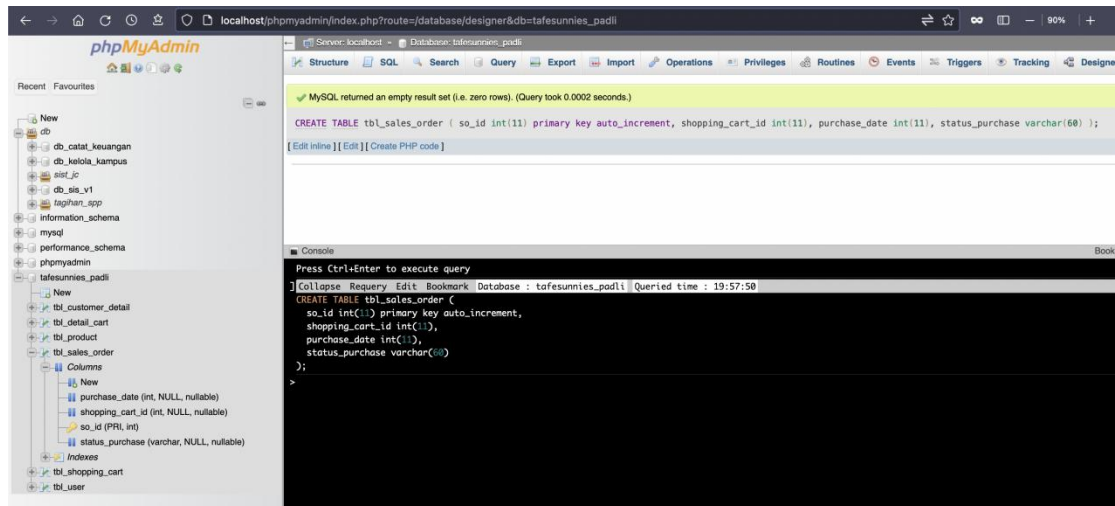 localhost/phpmyadmin/index.php?route=/database/designer&db=tafesunnies_padli
90%
phpMyAdmin
Recent Favourites
New
db
db_catat_keuangan
db_kelola_kampus
sist_jc
db_sis_v1
tagihan_spp
information_schema
mysql
performance_schema
phpmyadmin
tafesunnies_padli
New
tbl_customer_detail
tbl_detail_cart
tbl_product
tbl_sales_order
Columns
New
purchase_date (int, NULL, nullable)
shopping_cart_id (int, NULL, nullable)
so_id (PRI, int)
status_purchase (varchar, NULL, nullable)
Indexes
tbl_shopping_cart
tbl_user
Server: localhost » Database: tafesunnies_padli
Structure SQL Search Query Export Import Operations Privileges Routines Events Triggers Tracking Designe
MySQL returned an empty result set (i.e. zero rows). (Query took 0.0002 seconds.)
CREATE TABLE tbl_sales_order ( so_id int(11) primary key auto_increment, shopping_cart_id int(11), purchase_date int(11), status_purchase varchar(60) );
[ Edit inline ] [ Edit ] [ Create PHP code ]
Console Book
Press Ctrl+Enter to execute query
Collapse Requery Edit Bookmark Database : tafesunnies_padli Queried time : 19:57:50
CREATE TABLE tbl_sales_order (
so_id int(11) primary key auto_increment,
shopping_cart_id int(11),
purchase_date int(11),
status_purchase varchar(60)
);
>